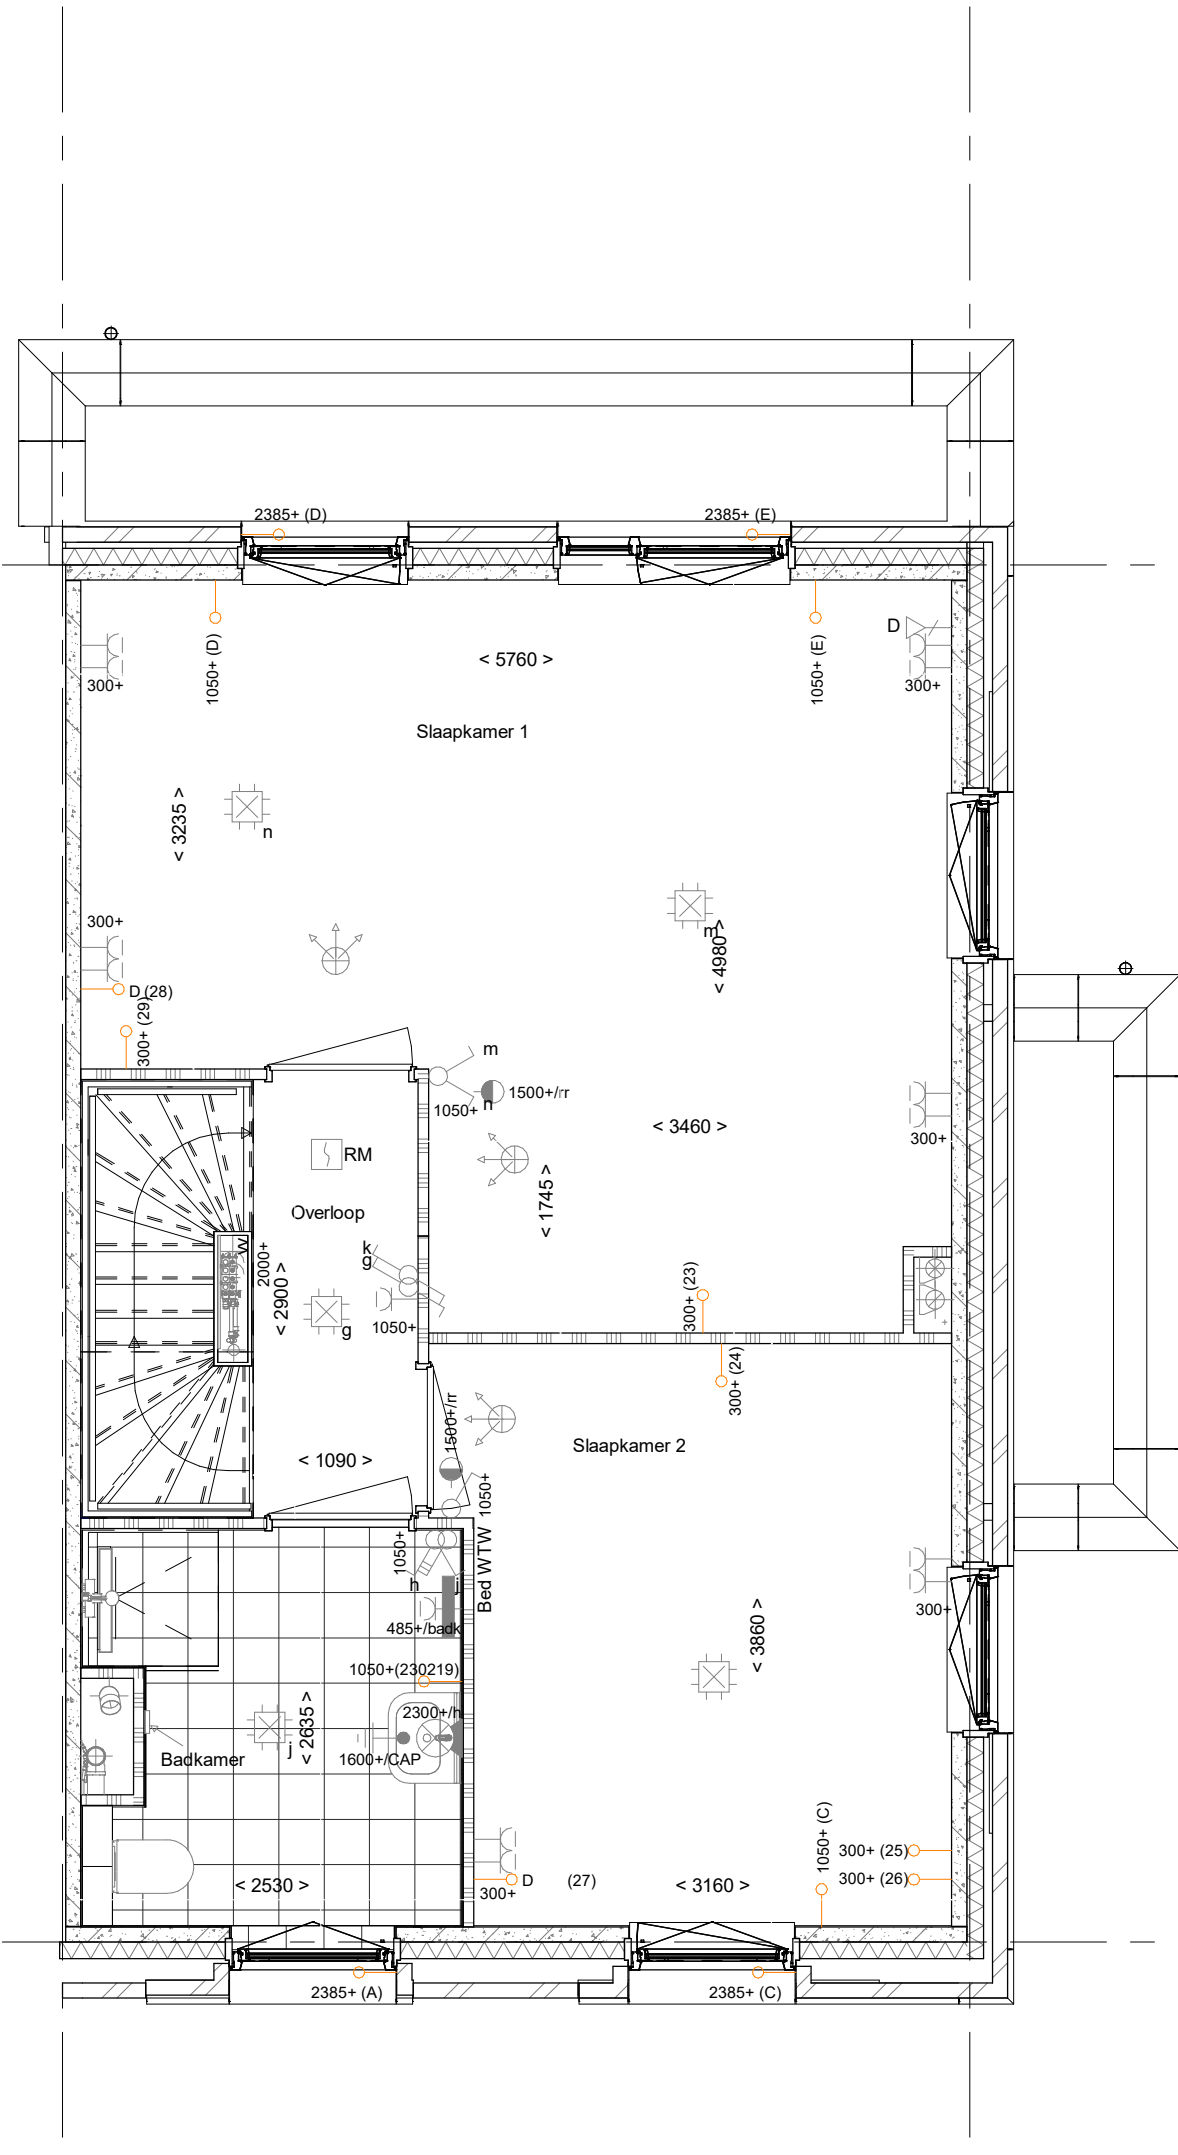 2385+ (D)
2385+ (E)
1050+ (D)
1050+ (E)
D
300+
300+
< 5760 >
Slaapkamer 1
< 3235 >
n
m
< 4980 >
300+
D (28)
300+ (29)
m
1050+
n
1500+/rr
< 3460 >
300+
RM
Overloop
< 1745 >
W
2000+
< 2900 >
k
g
g
1050+
300+ (23)
300+ (24)
1500+/rr
Slaapkamer 2
< 1090 >
1050+
1050+
h
j
Bed WTW
485+/badk
300+
1050+(230219)
< 3860 >
< 2635 >
2300+/h
j
Badkamer
1600+/CAP
1050+ (C)
300+ (25)
300+ (26)
< 2530 >
300+
D
(27)
< 3160 >
2385+ (A)
2385+ (C)